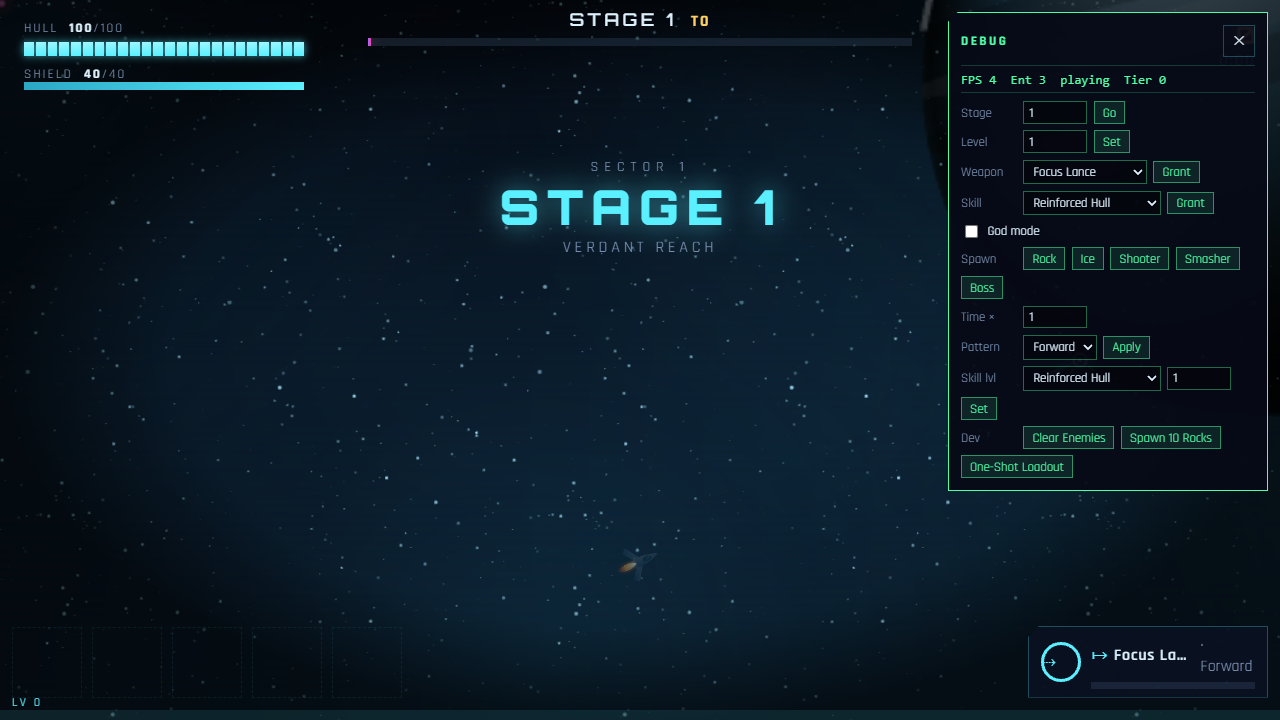 HULL 100/100
SHIELD 40/40
STAGE 1 T0
SECTOR 1
STAGE 1
VERDANT REACH
DEBUG
×
FPS 4 Ent 3 playing Tier 0
Stage 1 Go
Level 1 Set
Weapon Focus Lance Grant
Skill Reinforced Hull Grant
God mode
Spawn Rock Ice Shooter Smasher
Boss
Time × 1
Pattern Forward Apply
Skill lvl Reinforced Hull 1
Set
Dev Clear Enemies Spawn 10 Rocks
One-Shot Loadout
LV 0
↦ Focus La... · Forward